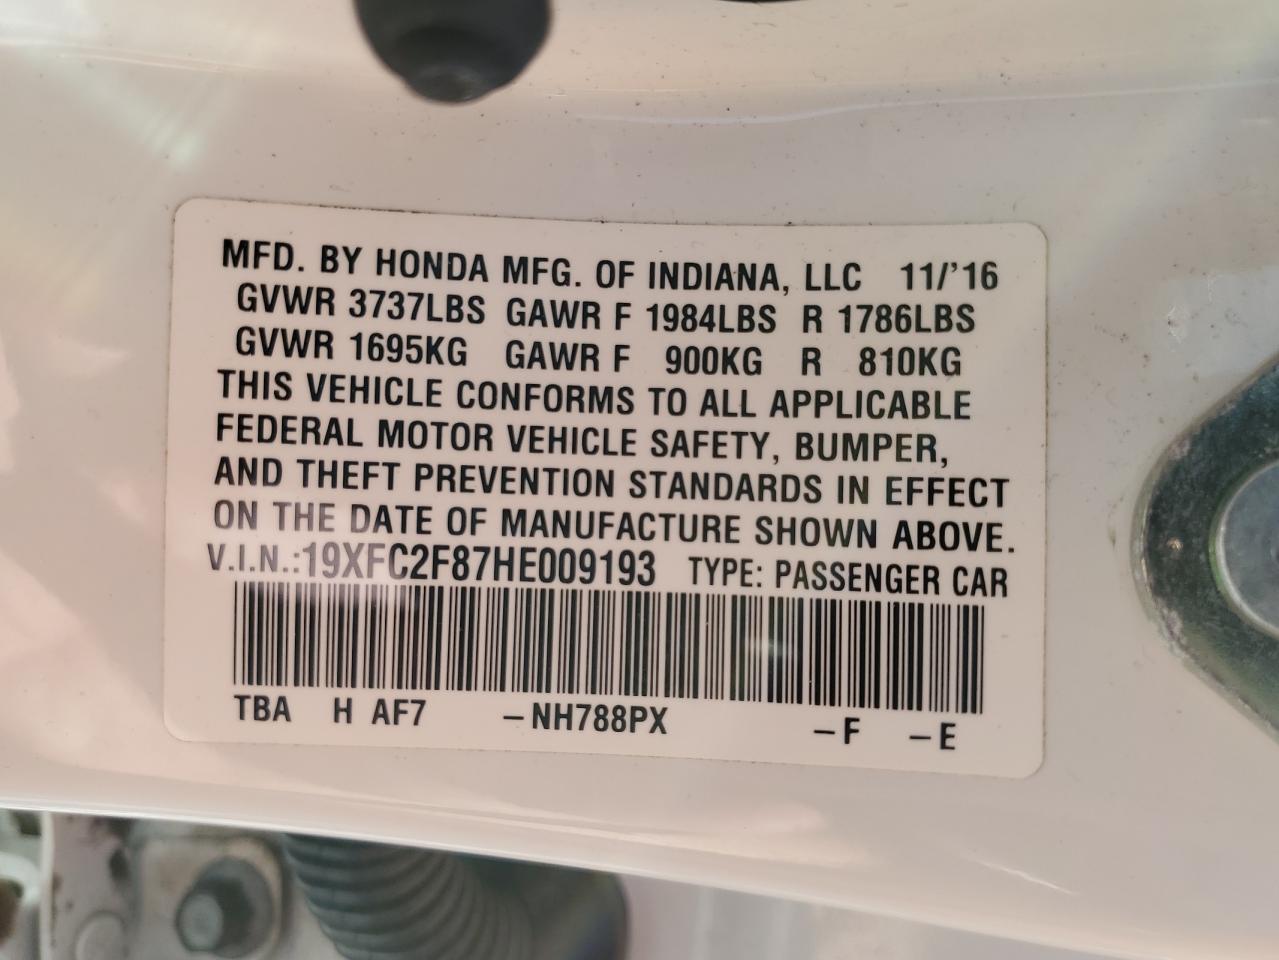 MFD. BY HONDA MFG. OF INDIANA, LLC 11/'16
GVWR 3737LBS GAWR F 1984LBS R 1786LBS
GVWR 1695KG GAWR F 900KG R 810KG
THIS VEHICLE CONFORMS TO ALL APPLICABLE
FEDERAL MOTOR VEHICLE SAFETY, BUMPER,
AND THEFT PREVENTION STANDARDS IN EFFECT
ON THE DATE OF MANUFACTURE SHOWN ABOVE.
V.I.N.:19XFC2F87HE009193 TYPE: PASSENGER CAR
TBA H AF7 –NH788PX –F –E